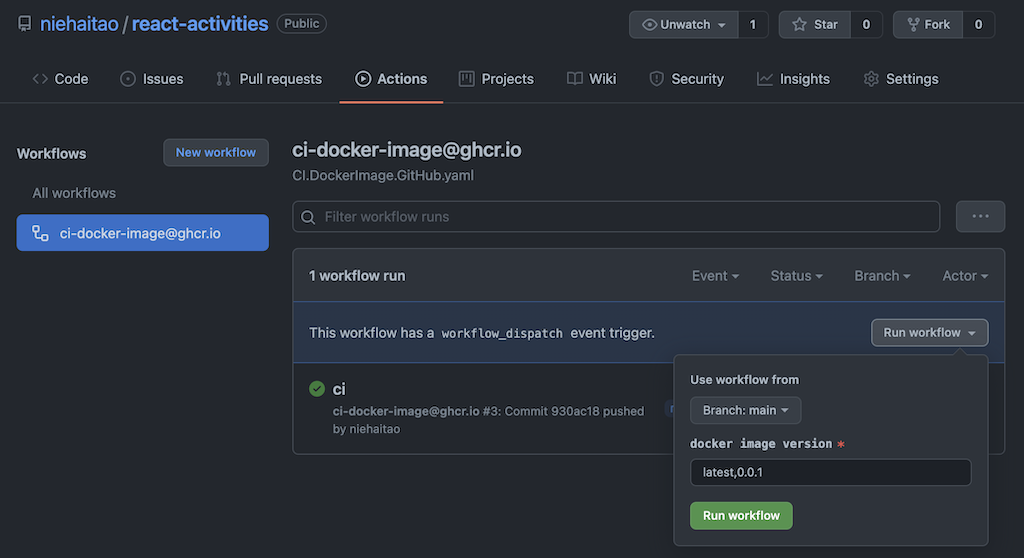 niehaitao / react-activities Public
Unwatch 1 Star 0 Fork 0
Code Issues Pull requests Actions Projects Wiki Security Insights Settings
Workflows New workflow
All workflows
ci-docker-image@ghcr.io
ci-docker-image@ghcr.io
CI.DockerImage.GitHub.yaml
Filter workflow runs ...
1 workflow run Event Status Branch Actor
This workflow has a workflow_dispatch event trigger. Run workflow
ci
ci-docker-image@ghcr.io #3: Commit 930ac18 pushed
by niehaitao
Use workflow from
Branch: main
docker image version *
latest,0.0.1
Run workflow